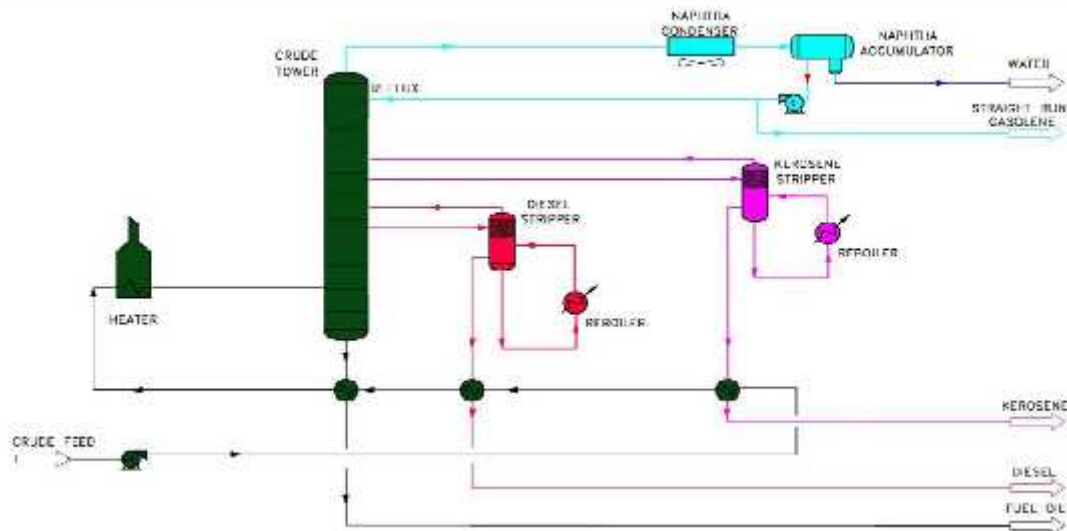 NAPHTHA
CONDENSER
NAPHTHA
ACCUMULATOR
CRUDE
TOWER
WATER
REFLUX
STRAIGHT RUN
GASOLENE
KEROSENE
STRIPPER
DIESEL
STRIPPER
REBOILER
HEATER
REBOILER
KEROSENE
CRUDE FEED
DIESEL
FUEL OIL